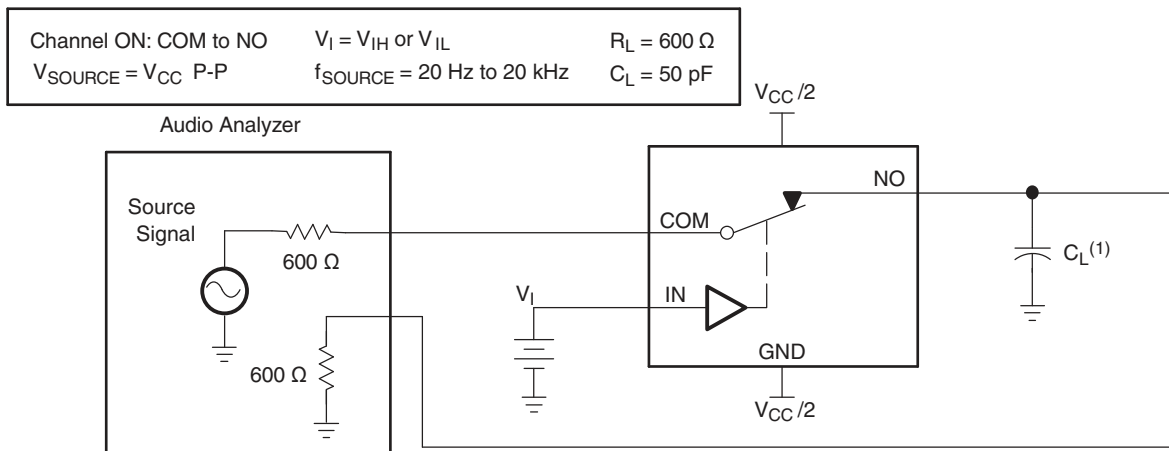 Channel ON: COM to NO V_I = V_IH or V_IL R_L = 600 Ω
V_SOURCE = V_CC P-P f_SOURCE = 20 Hz to 20 kHz C_L = 50 pF
V_CC/2
Audio Analyzer
NO
Source
Signal
COM
600 Ω
C_L(1)
V_I
IN
GND
600 Ω
V_CC/2